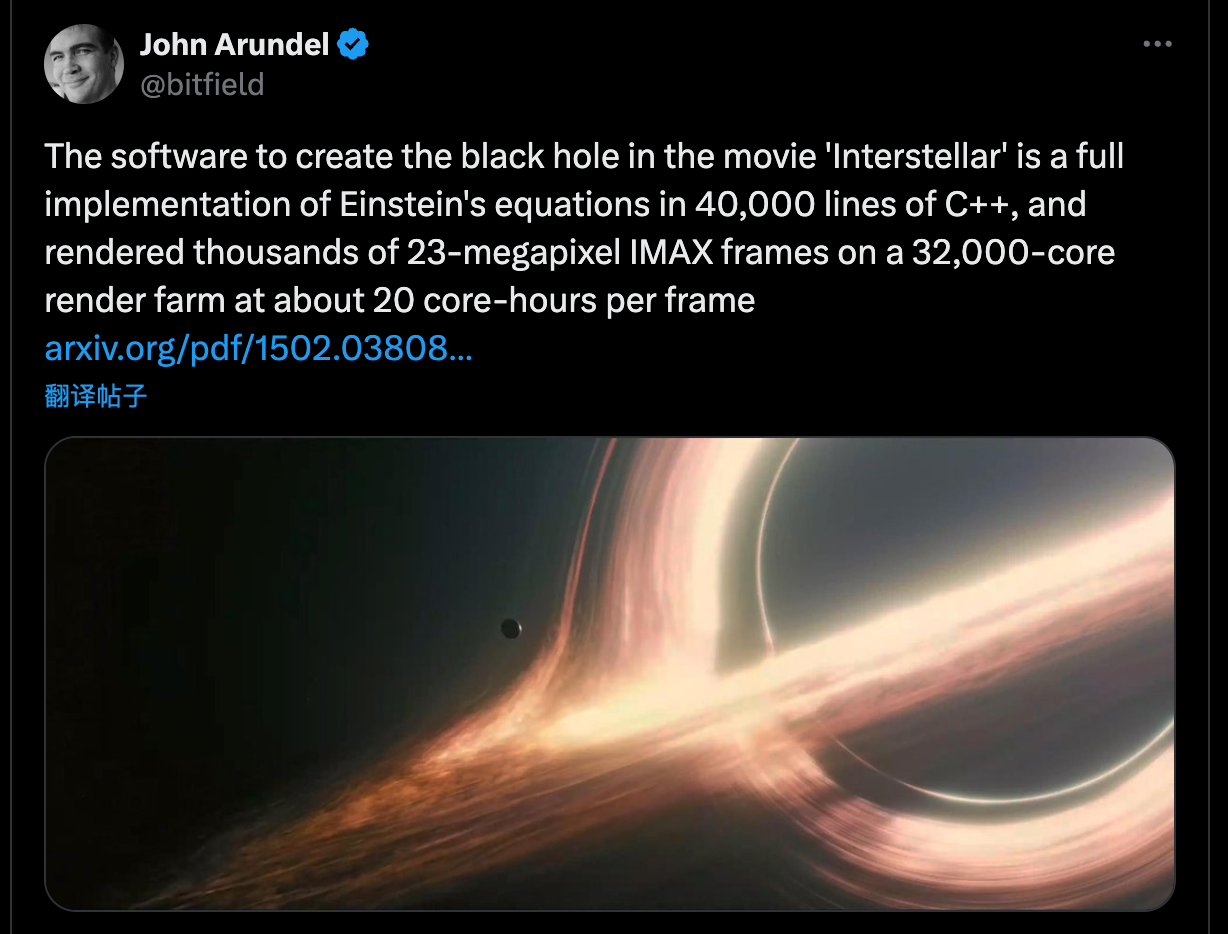 John Arundel
@bitfield
The software to create the black hole in the movie 'Interstellar' is a full
implementation of Einstein's equations in 40,000 lines of C++, and
rendered thousands of 23-megapixel IMAX frames on a 32,000-core
render farm at about 20 core-hours per frame
arxiv.org/pdf/1502.03808...
翻译帖子